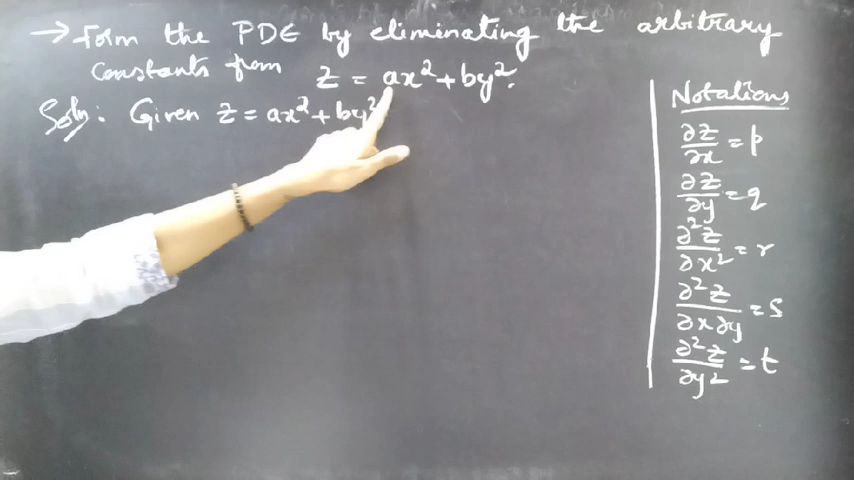 → Form the PDE by eliminating the arbitrary
constants from z = ax² + by².
Soln: Given z = ax² + by²
Notations
∂z/∂x = p
∂z/∂y = q
∂²z/∂x² = r
∂²z/∂x∂y = s
∂²z/∂y² = t